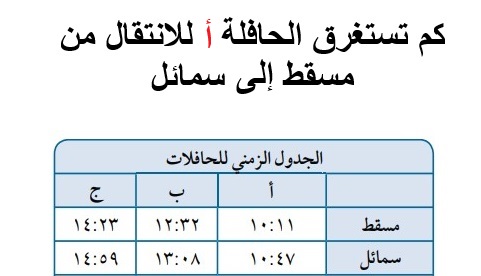 كم تستغرق الحافلة أ للانتقال من
مسقط إلى سمائل
الجدول الزمني للحافلات
أ ب ج
مسقط ١٠:١١ ١٢:٣٢ ١٤:٢٣
سمائل ١٠:٤٧ ١٣:٠٨ ١٤:٥٩